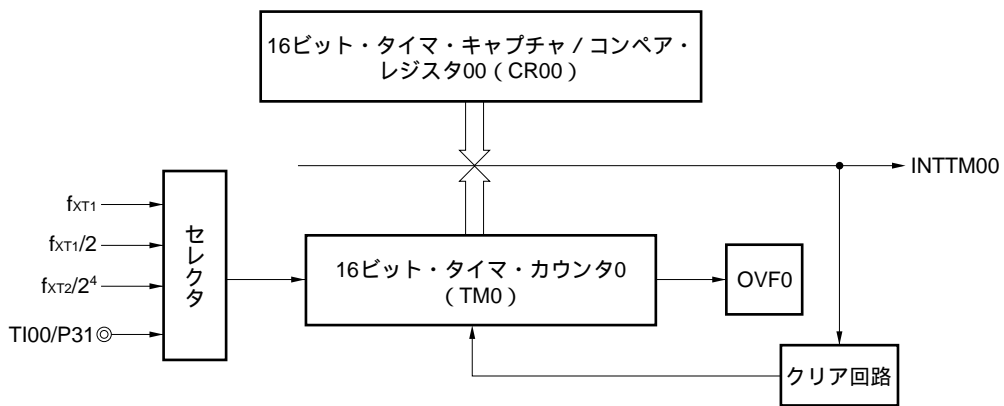 16ビット・タイマ・キャプチャ / コンペア・
レジスタ00 ( CR00 )
INTTM00
fXT1
fXT1/2
fXT2/2⁴
TI00/P31◎
セレクタ
16ビット・タイマ・カウンタ0
( TM0 )
OVF0
クリア回路